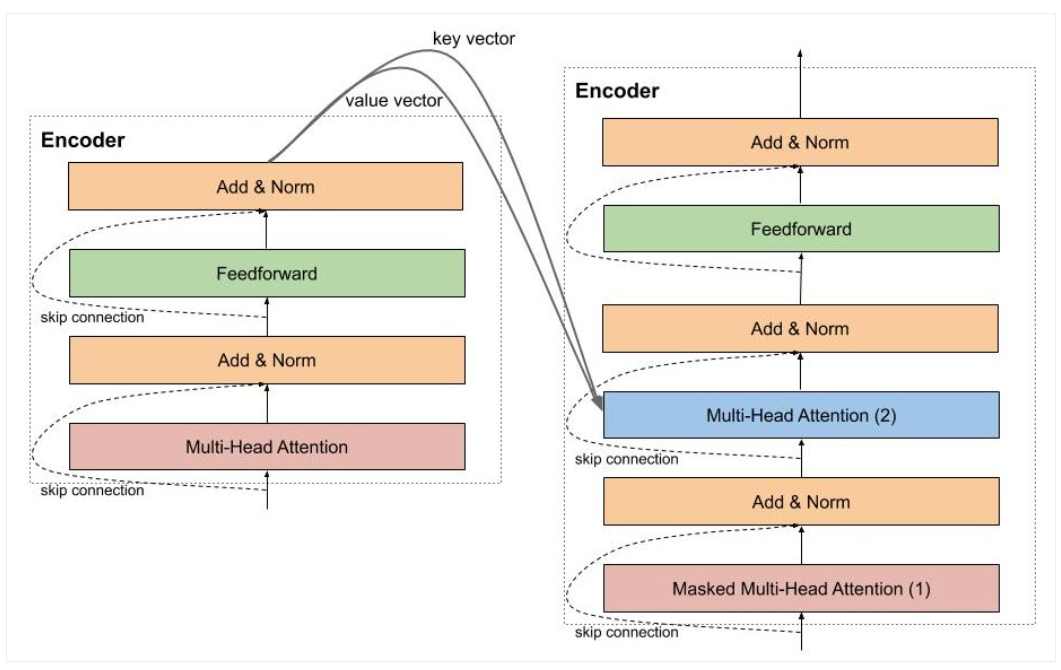 key vector
value vector
Encoder
Add & Norm
Feedforward
skip connection
Add & Norm
Multi-Head Attention
skip connection
Encoder
Add & Norm
Feedforward
Add & Norm
Multi-Head Attention (2)
skip connection
Add & Norm
Masked Multi-Head Attention (1)
skip connection